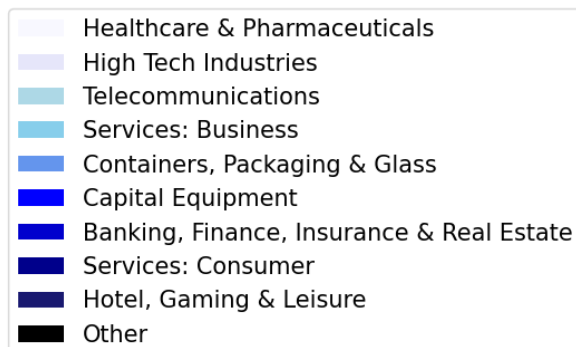 Healthcare & Pharmaceuticals
High Tech Industries
Telecommunications
Services: Business
Containers, Packaging & Glass
Capital Equipment
Banking, Finance, Insurance & Real Estate
Services: Consumer
Hotel, Gaming & Leisure
Other